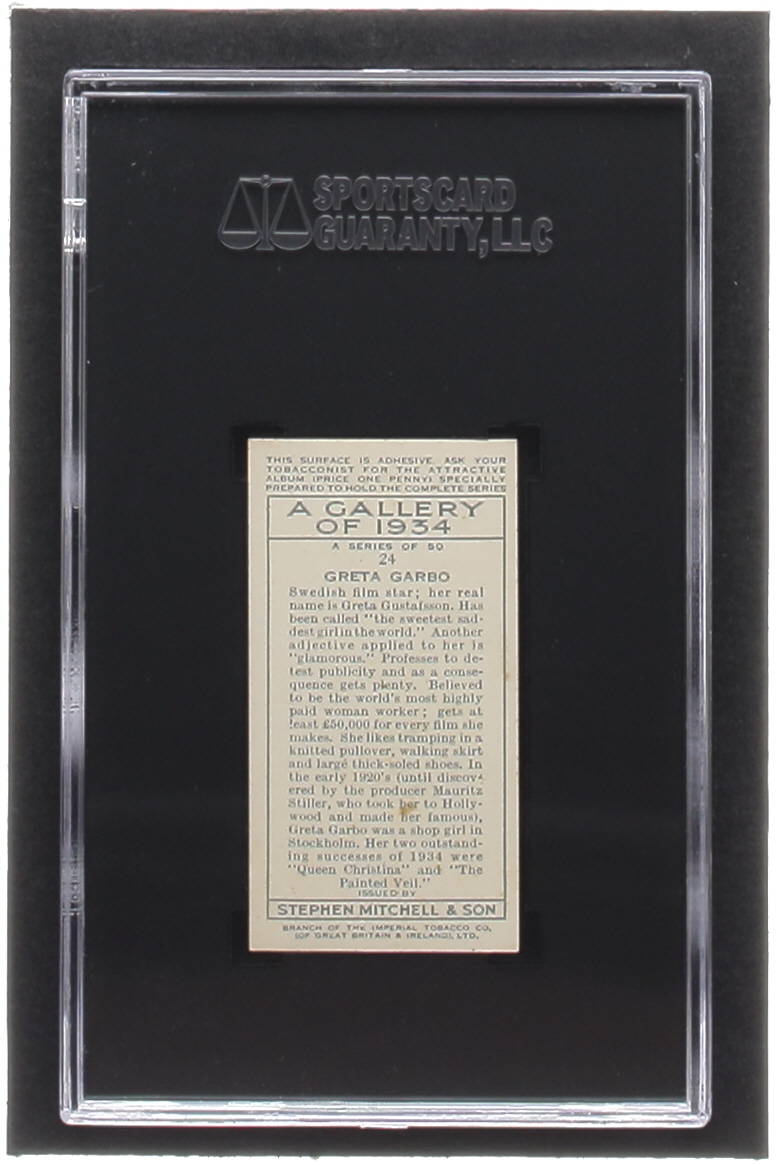 SPORTSCARD
GUARANTY, LLC
THIS SURFACE IS ADHESIVE. ASK YOUR
TOBACCONIST FOR THE ATTRACTIVE
ALBUM (PRICE ONE PENNY) SPECIALLY
PREPARED TO HOLD THE COMPLETE SERIES
A GALLERY
OF 1934
A SERIES OF 50
24
GRETA GARBO
Swedish film star; her real
name is Greta Gustafsson. Has
been called "the sweetest sad-
dest girl in the world." Another
adjective applied to her is
"glamorous." Professes to de-
test publicity and as a conse-
quence gets plenty. Believed
to be the world's most highly
paid woman worker; gets at
least £50,000 for every film she
makes. She likes tramping in a
knitted pullover, walking skirt
and large thick-soled shoes. In
the early 1920's (until discov-
ered by the producer Mauritz
Stiller, who took her to Holly-
wood and made her famous),
Greta Garbo was a shop girl in
Stockholm. Her two outstand-
ing successes of 1934 were
"Queen Christina" and "The
Painted Veil."
ISSUED BY
STEPHEN MITCHELL & SON
BRANCH OF THE IMPERIAL TOBACCO CO.
(OF GREAT BRITAIN & IRELAND), LTD.